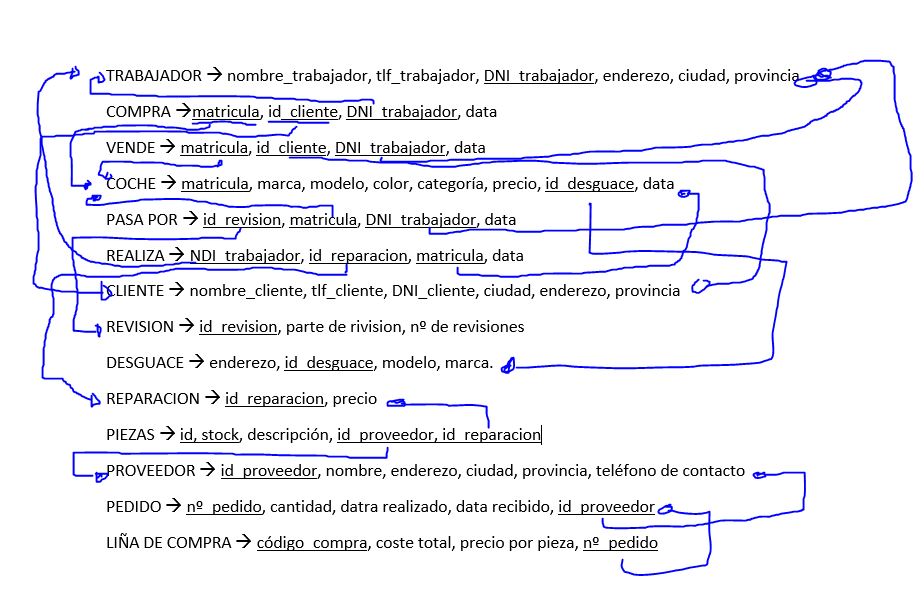 TRABAJADOR → nombre_trabajador, tlf_trabajador, DNI_trabajador, enderezo, ciudad, provincia
COMPRA → matricula, id_cliente, DNI_trabajador, data
VENDE → matricula, id_cliente, DNI_trabajador, data
COCHE → matricula, marca, modelo, color, categoría, precio, id_desguace, data
PASA POR → id_revision, matricula, DNI_trabajador, data
REALIZA → NDI_trabajador, id_reparacion, matricula, data
CLIENTE → nombre_cliente, tlf_cliente, DNI_cliente, ciudad, enderezo, provincia
REVISION → id_revision, parte de rivision, nº de revisiones
DESGUACE → enderezo, id_desguace, modelo, marca.
REPARACION → id_reparacion, precio
PIEZAS → id, stock, descripción, id_proveedor, id_reparacion
PROVEEDOR → id_proveedor, nombre, enderezo, ciudad, provincia, teléfono de contacto
PEDIDO → nº_pedido, cantidad, datra realizado, data recibido, id_proveedor
LIÑA DE COMPRA → código_compra, coste total, precio por pieza, nº_pedido